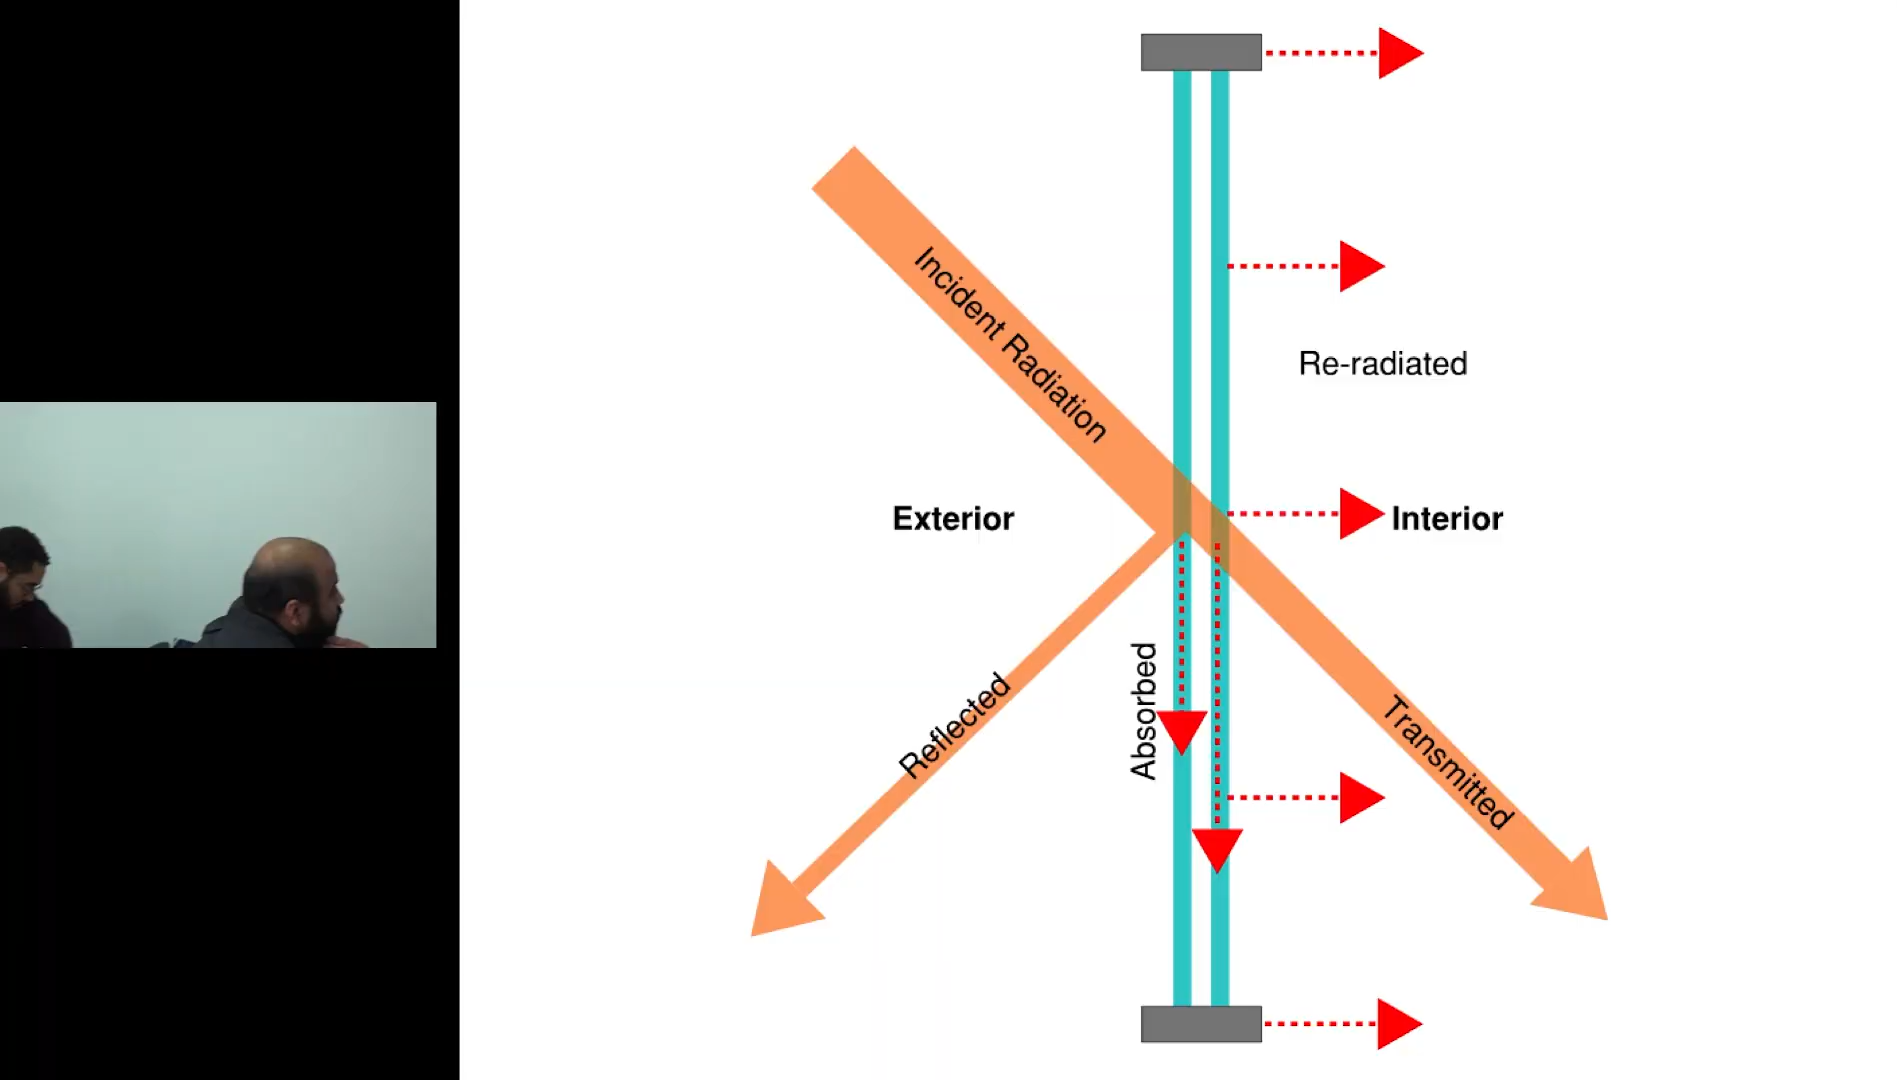 Incident Radiation
Re-radiated
Exterior
Interior
Absorbed
Reflected
Transmitted